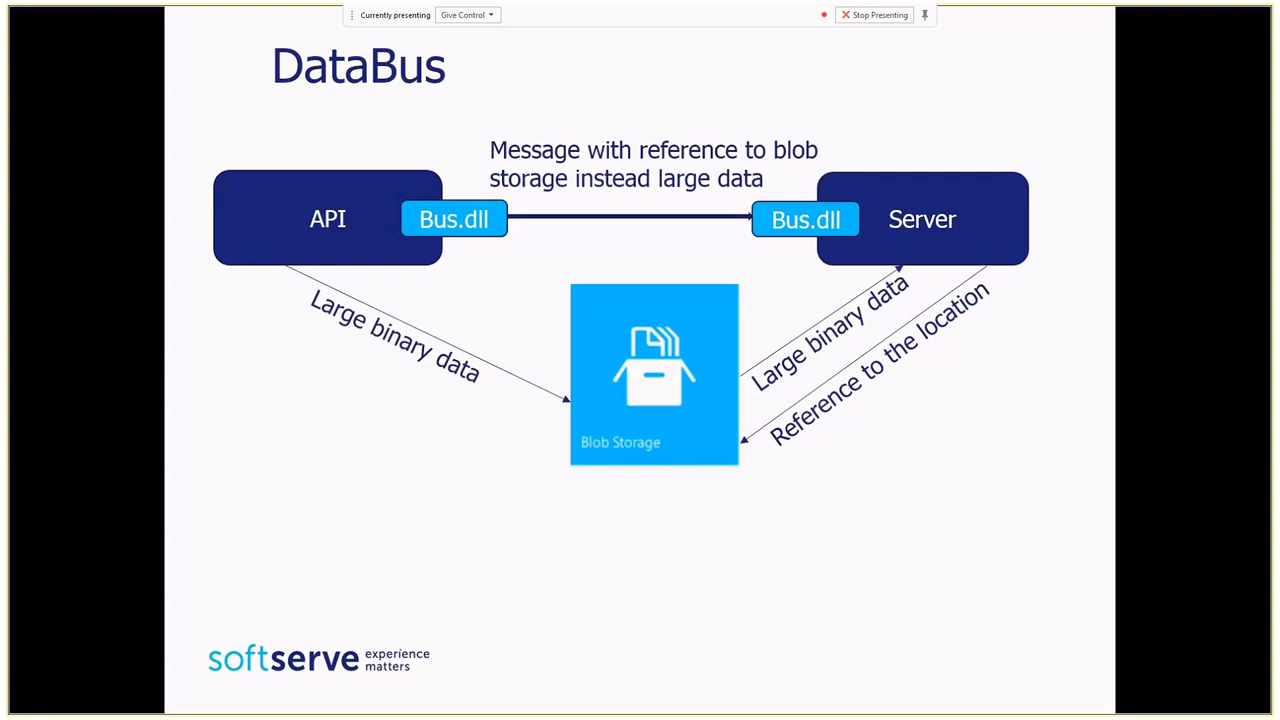 Currently presenting Give Control Stop Presenting
DataBus
Message with reference to blob
storage instead large data
API Bus.dll Bus.dll Server
Large binary data
Large binary data
Reference to the location
Blob Storage
softserve experience
matters